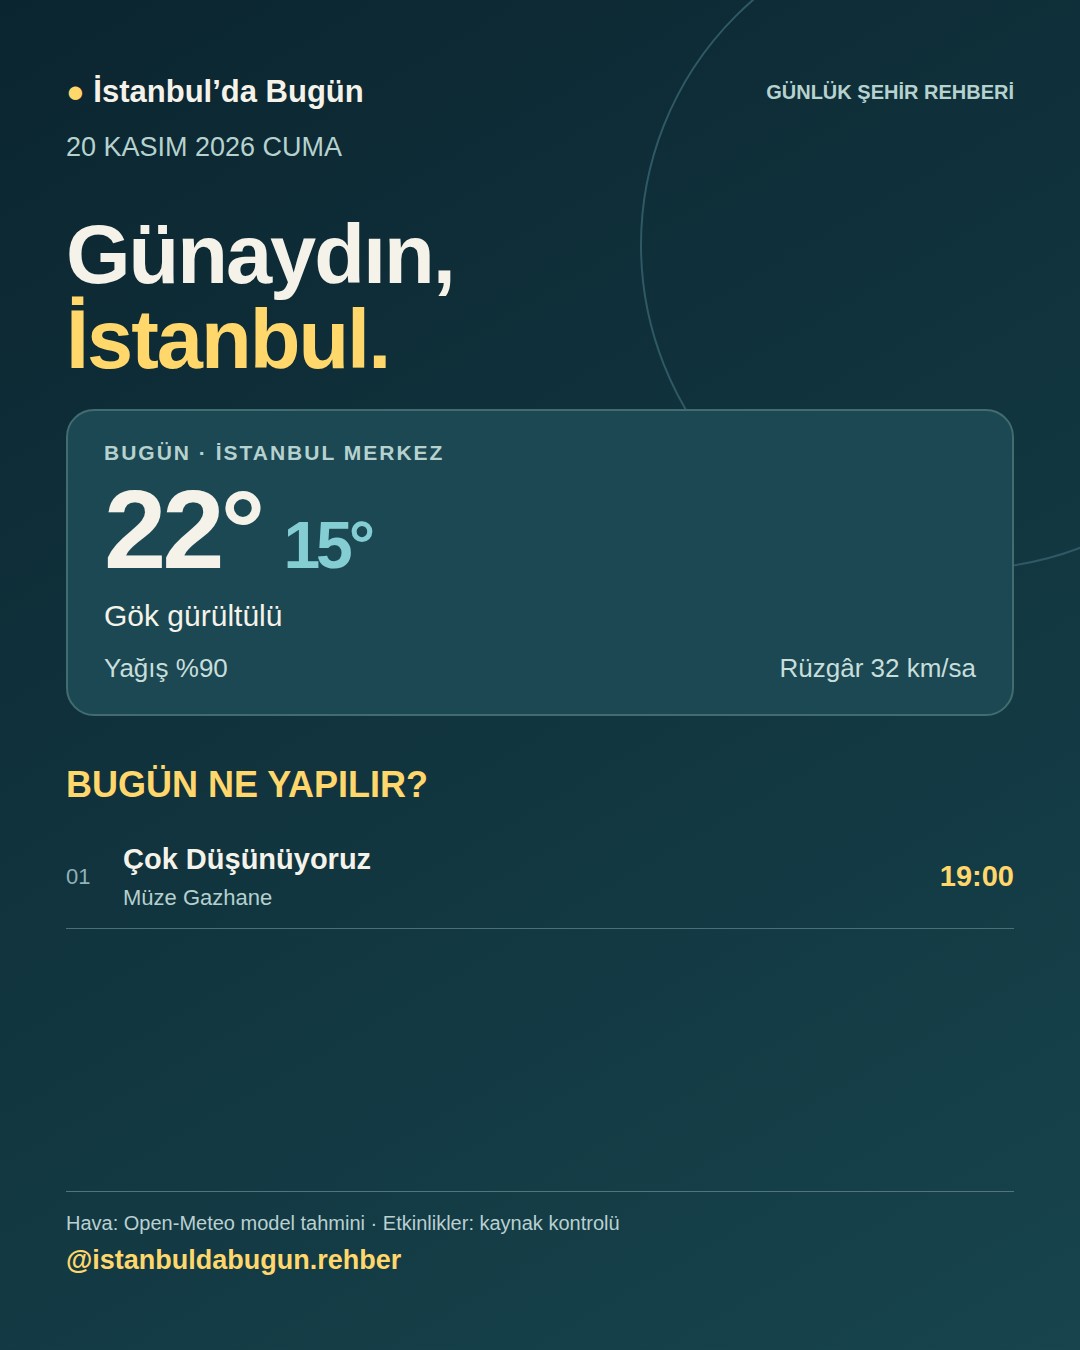 ● İstanbul’da Bugün
GÜNLÜK ŞEHİR REHBERİ
20 KASIM 2026 CUMA
Günaydın,
İstanbul.
BUGÜN · İSTANBUL MERKEZ
22° 15°
Gök gürültülü
Yağış %90
Rüzgâr 32 km/sa
BUGÜN NE YAPILIR?
01
Çok Düşünüyoruz
Müze Gazhane
19:00
Hava: Open-Meteo model tahmini · Etkinlikler: kaynak kontrolü
@istanbuldabugun.rehber